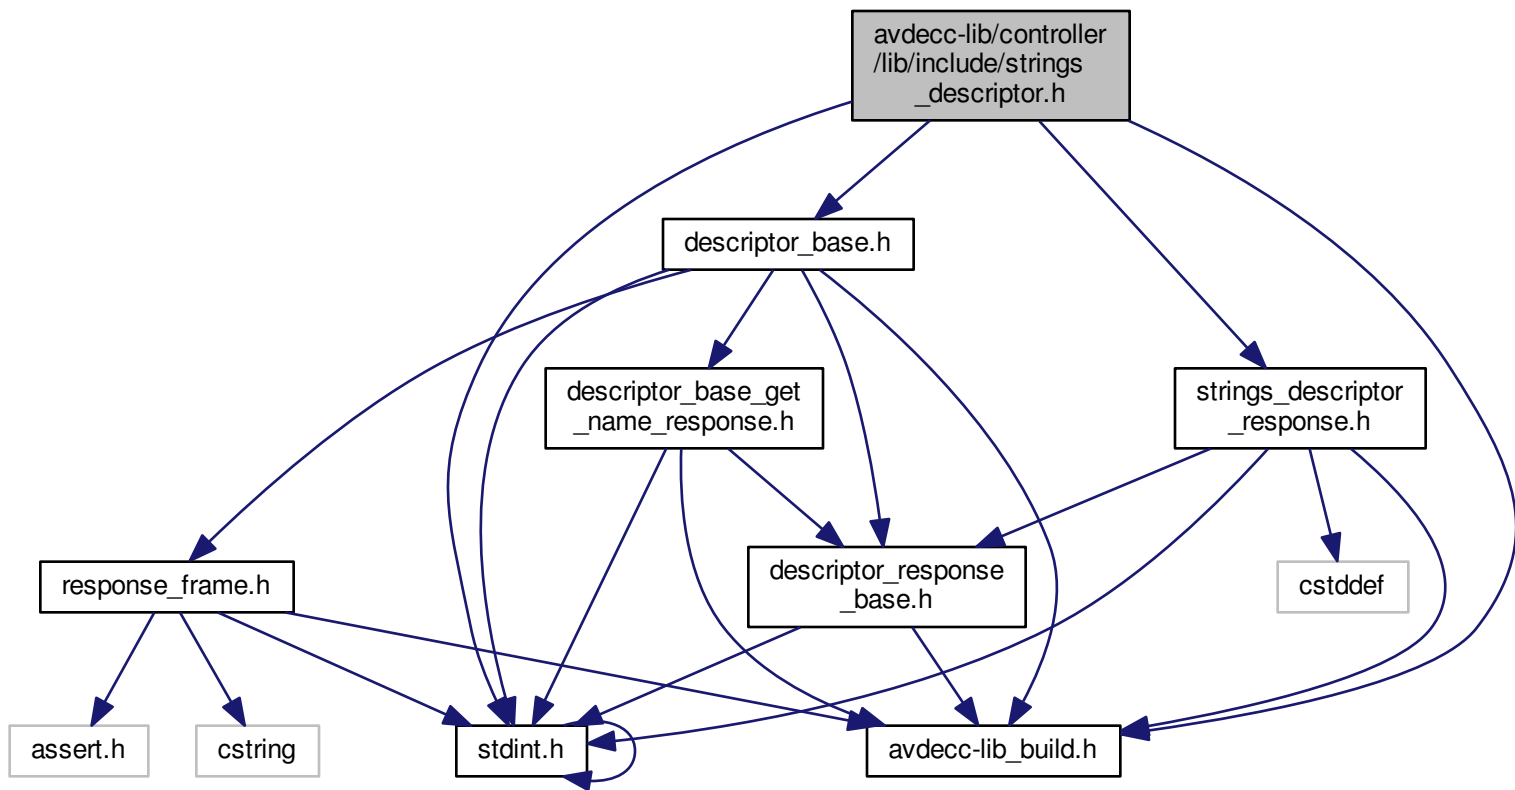 avdecc-lib/controller
/lib/include/strings
_descriptor.h
descriptor_base.h
descriptor_base_get
_name_response.h
strings_descriptor
_response.h
response_frame.h
descriptor_response
_base.h
cstddef
assert.h
cstring
stdint.h
avdecc-lib_build.h